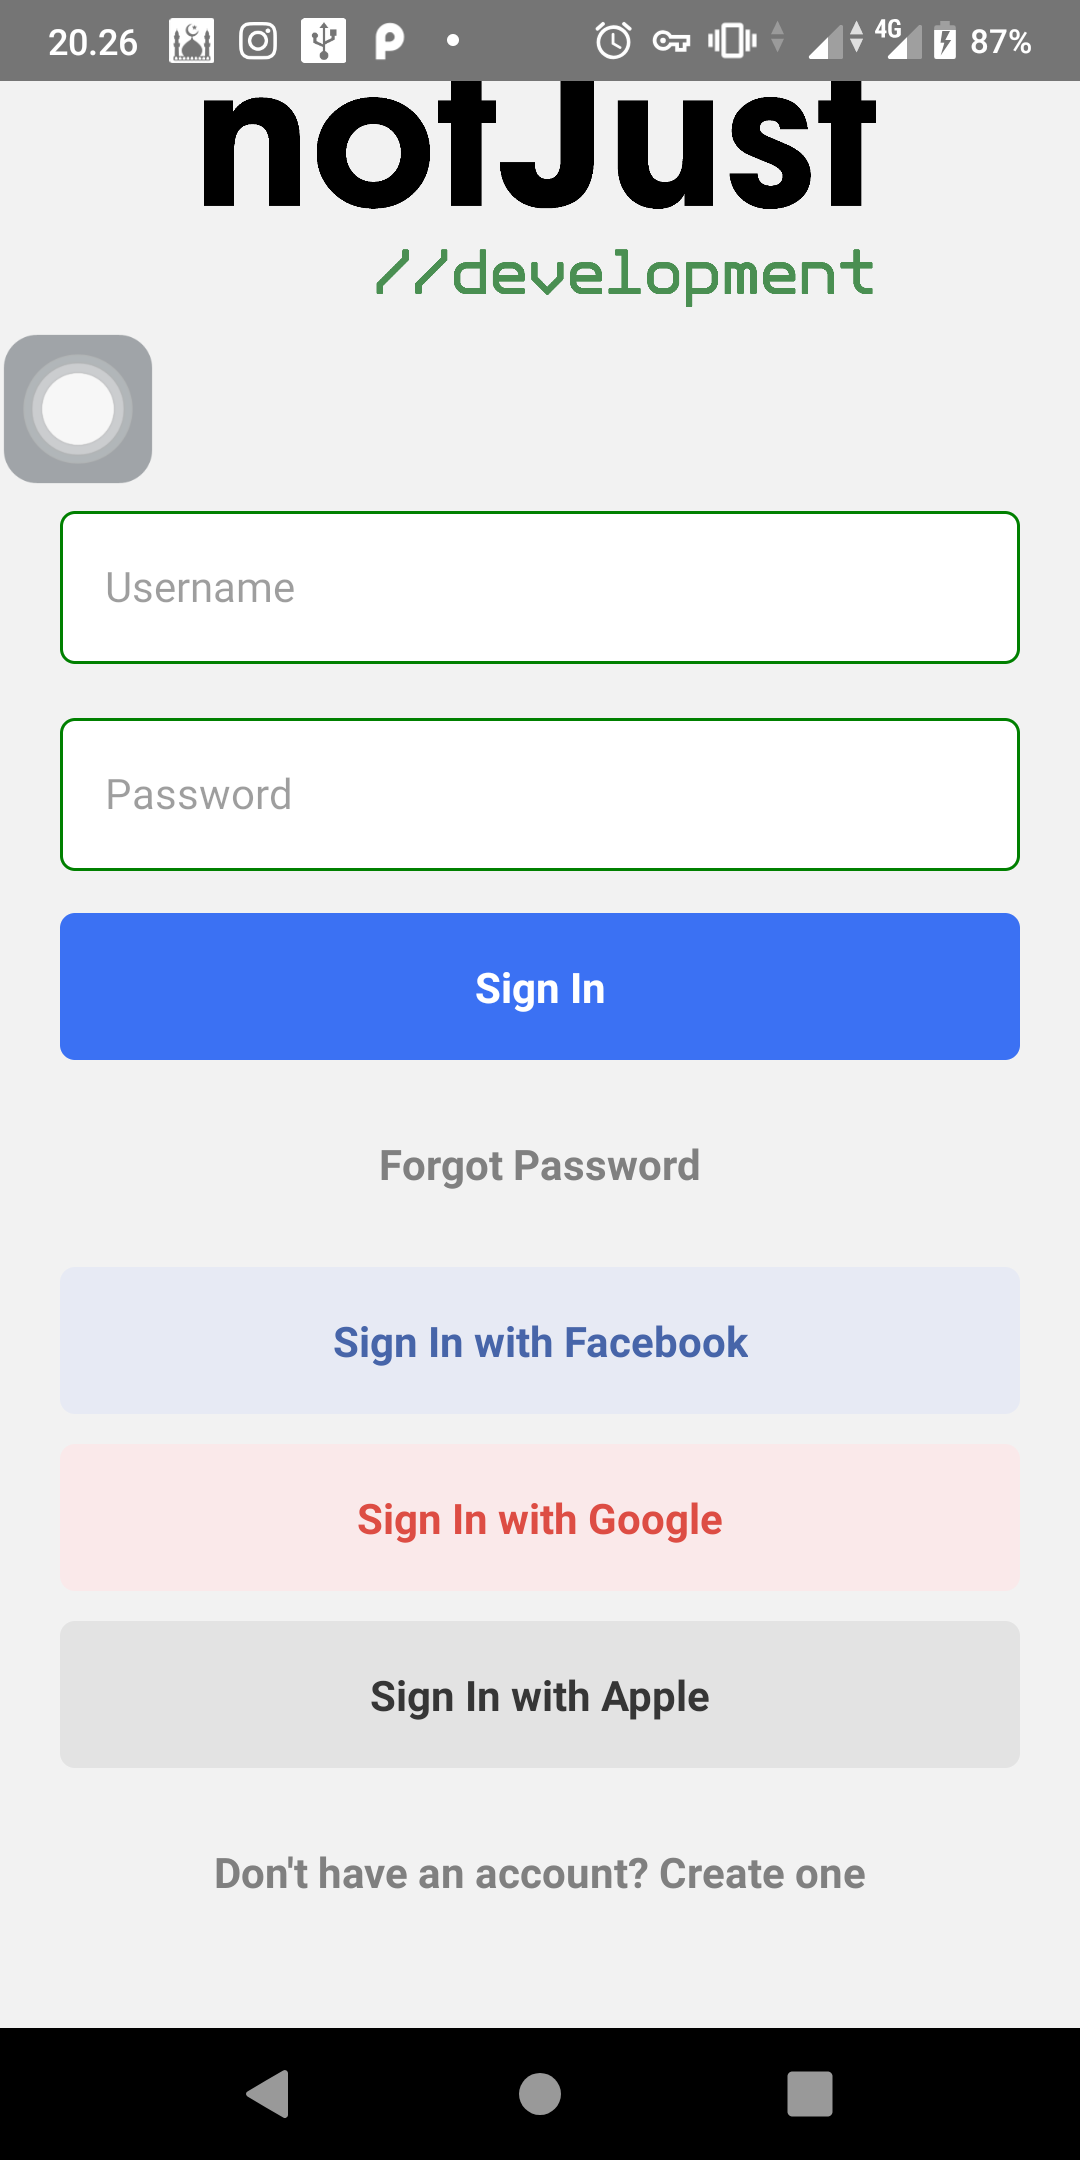 20.26 4G 87%
notJust
//development
Username
Password
Sign In
Forgot Password
Sign In with Facebook
Sign In with Google
Sign In with Apple
Don't have an account? Create one